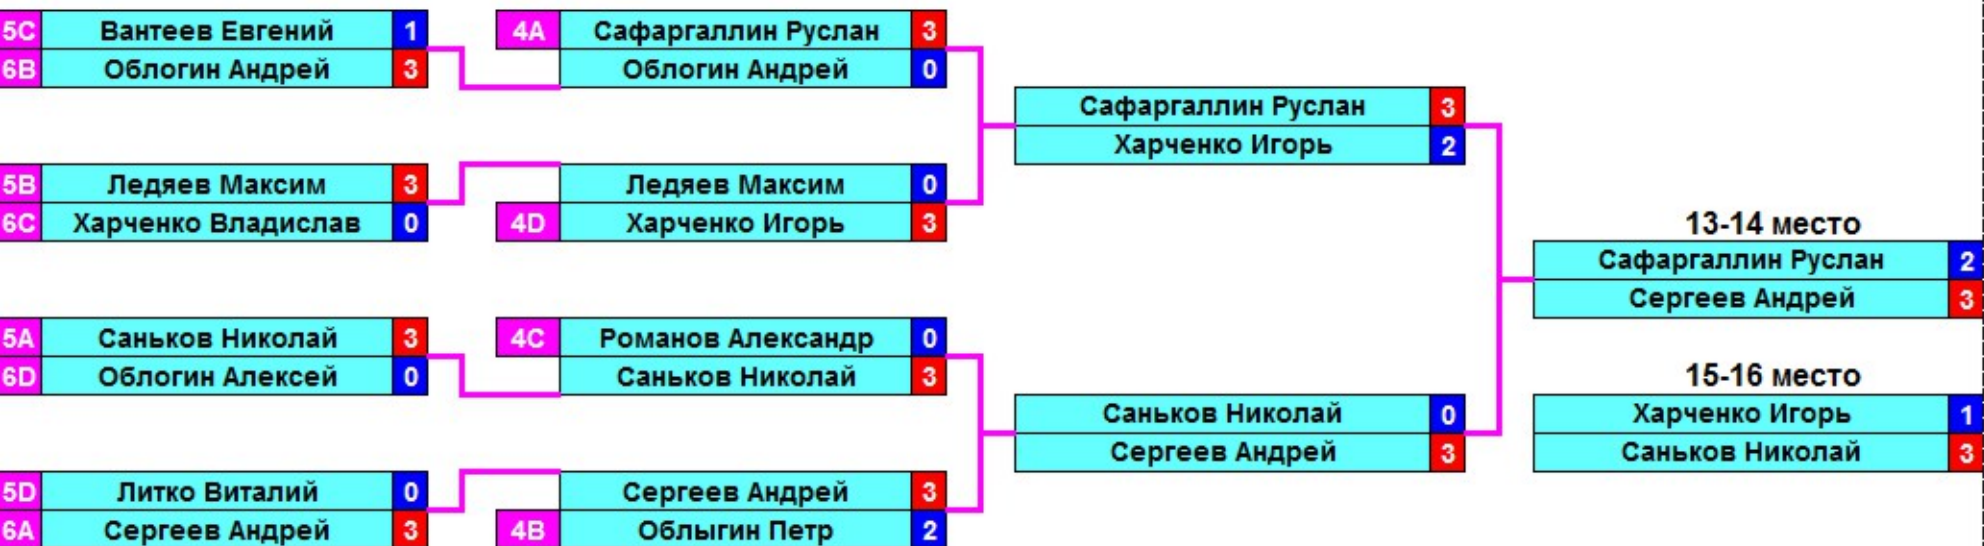 5C Вантеев Евгений 1 4A Сафаргаллин Руслан 3
6B Облогин Андрей 3 Облогин Андрей 0
Сафаргаллин Руслан 3
Харченко Игорь 2
5B Ледяев Максим 3 Ледяев Максим 0
6C Харченко Владислав 0 4D Харченко Игорь 3
13-14 место
Сафаргаллин Руслан 2
Сергеев Андрей 3
5A Саньков Николай 3 4C Романов Александр 0
6D Облогин Алексей 0 Саньков Николай 3
15-16 место
Саньков Николай 0 Харченко Игорь 1
Сергеев Андрей 3 Саньков Николай 3
5D Литко Виталий 0 Сергеев Андрей 3
6A Сергеев Андрей 3 4B Облыгин Петр 2